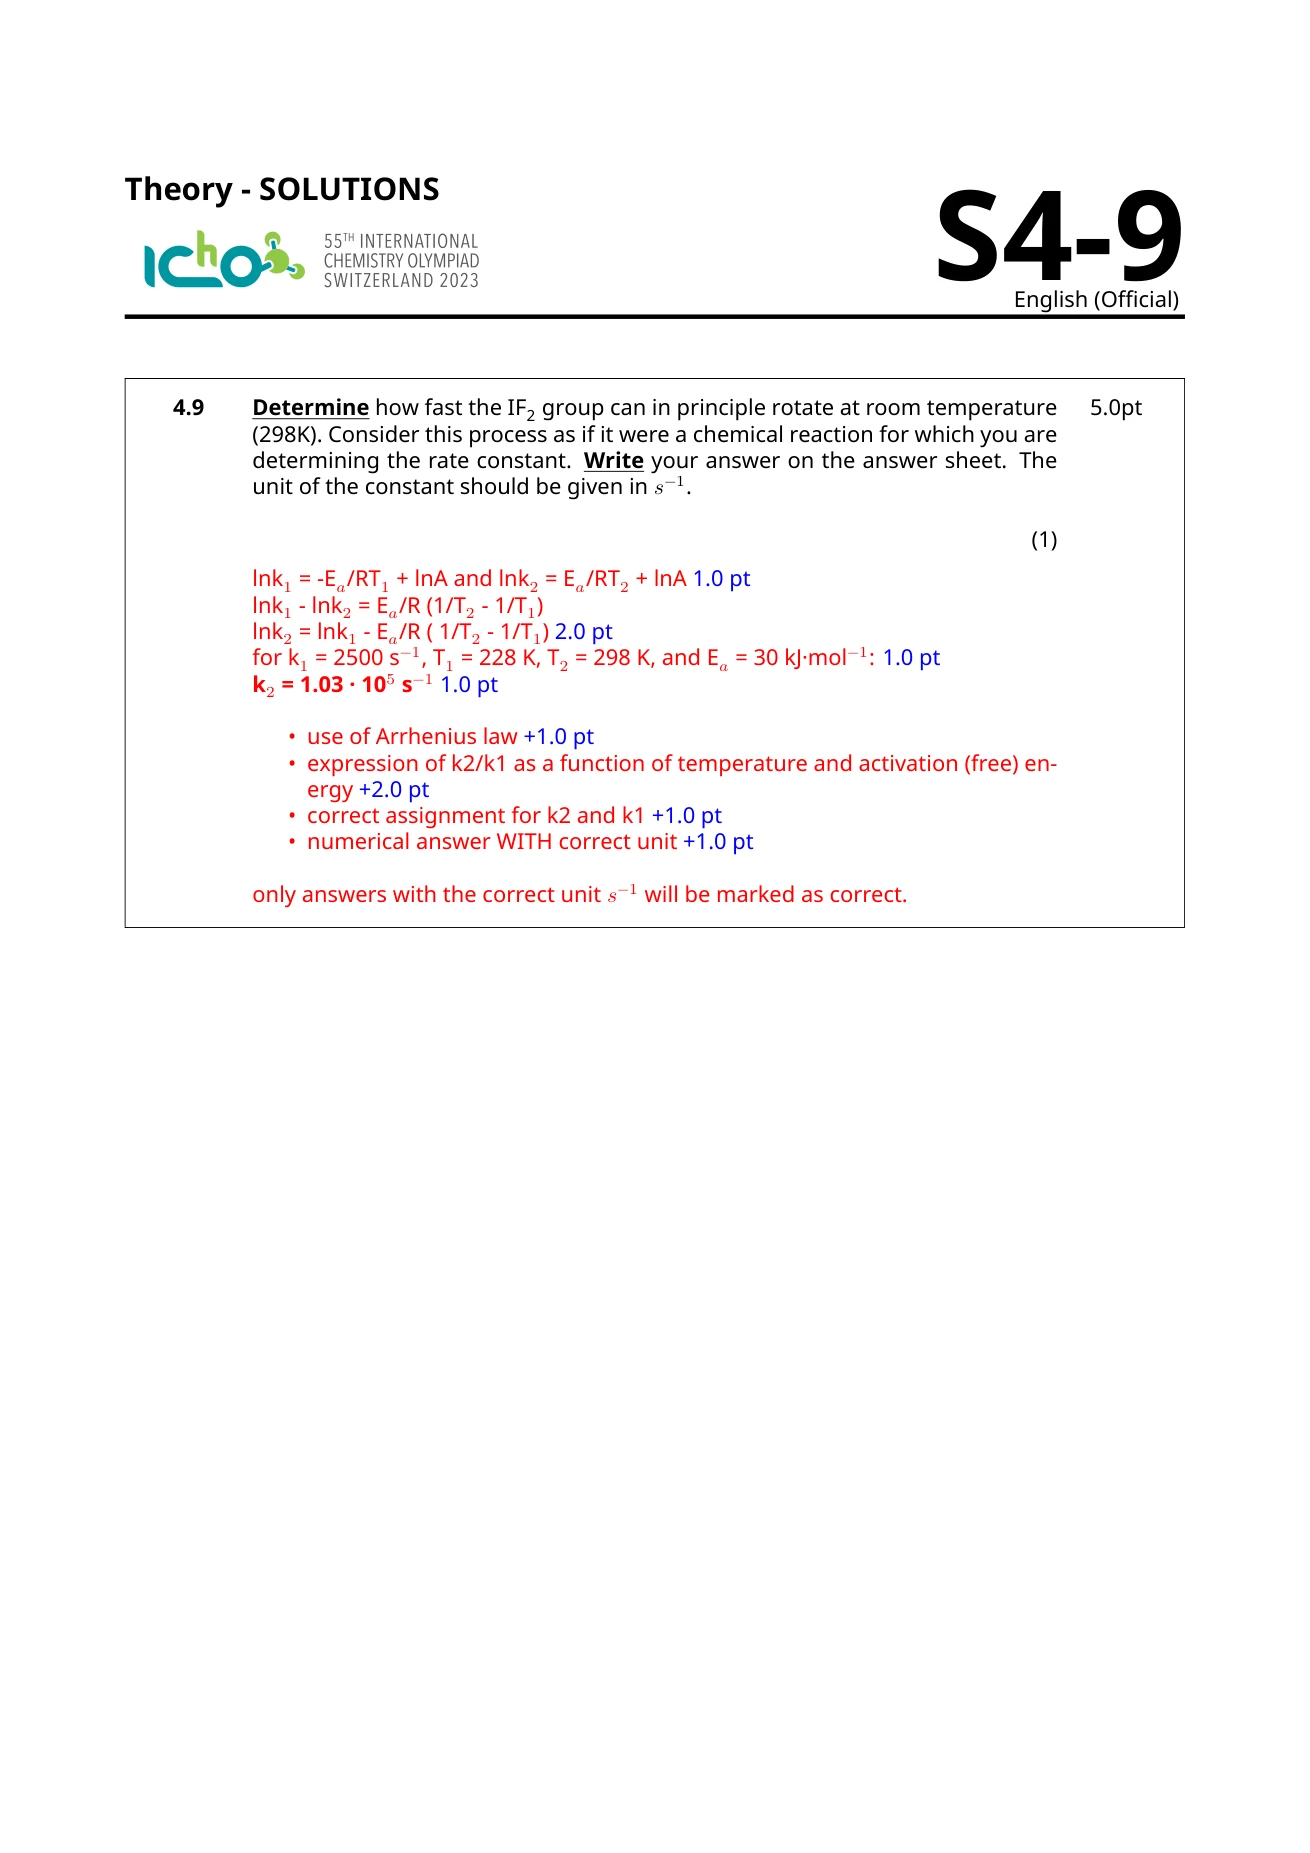 Theory - SOLUTIONS
S4-9
Icho
55TH INTERNATIONAL
CHEMISTRY OLYMPIAD
SWITZERLAND 2023
English (Official)
4.9 Determine how fast the IF₂ group can in principle rotate at room temperature 5.0pt
(298K). Consider this process as if it were a chemical reaction for which you are
determining the rate constant. Write your answer on the answer sheet. The
unit of the constant should be given in s⁻¹.
(1)
lnk₁ = -Eₐ/RT₁ + lnA and lnk₂ = Eₐ/RT₂ + lnA 1.0 pt
lnk₁ - lnk₂ = Eₐ/R (1/T₂ - 1/T₁)
lnk₂ = lnk₁ - Eₐ/R ( 1/T₂ - 1/T₁) 2.0 pt
for k₁ = 2500 s⁻¹, T₁ = 228 K, T₂ = 298 K, and Eₐ = 30 kJ·mol⁻¹: 1.0 pt
k₂ = 1.03 · 10⁵ s⁻¹ 1.0 pt
• use of Arrhenius law +1.0 pt
• expression of k2/k1 as a function of temperature and activation (free) en-
ergy +2.0 pt
• correct assignment for k2 and k1 +1.0 pt
• numerical answer WITH correct unit +1.0 pt
only answers with the correct unit s⁻¹ will be marked as correct.